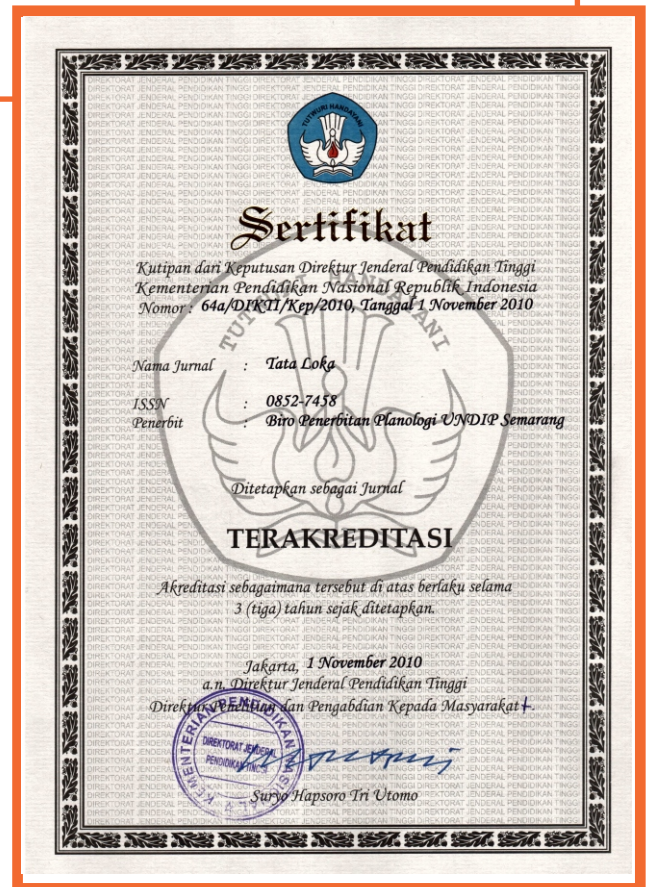 TUTWURI HANDAYANI
Sertifikat
Kutipan dari Keputusan Direktur Jenderal Pendidikan Tinggi
Kementerian Pendidikan Nasional Republik Indonesia
Nomor : 64a/DIKTI/Kep/2010, Tanggal 1 November 2010
Nama Jurnal : Tata Loka
ISSN : 0852-7458
Penerbit : Biro Penerbitan Planologi UNDIP Semarang
Ditetapkan sebagai Jurnal
TERAKREDITASI
Akreditasi sebagaimana tersebut di atas berlaku selama
3 (tiga) tahun sejak ditetapkan.
Jakarta, 1 November 2010
a.n. Direktur Jenderal Pendidikan Tinggi
Direktur Penelitian dan Pengabdian Kepada Masyarakat
DIREKTORAT JENDERAL
PENDIDIKAN TINGGI
Suryo Hapsoro Tri Utomo